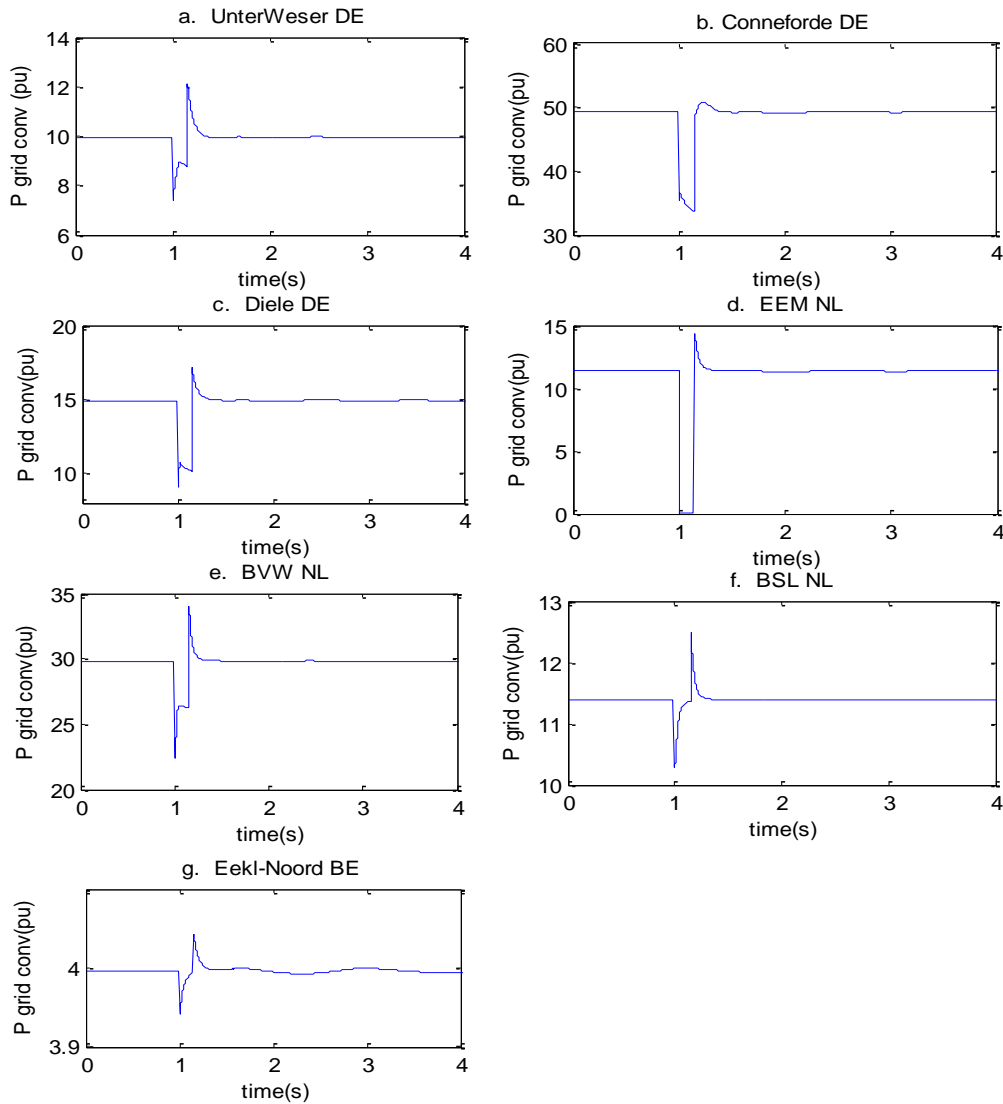 a. UnterWeser DE
14
12
10
8
6
P grid conv (pu)
0 1 2 3 4
time(s)
b. Conneforde DE
60
50
40
30
P grid conv(pu)
0 1 2 3 4
time(s)
c. Diele DE
20
15
10
P grid conv(pu)
0 1 2 3 4
time(s)
d. EEM NL
15
10
5
0
P grid conv(pu)
0 1 2 3 4
time(s)
e. BVW NL
35
30
25
20
P grid conv(pu)
0 1 2 3 4
time(s)
f. BSL NL
13
12
11
10
P grid conv(pu)
0 1 2 3 4
time(s)
g. Eekl-Noord BE
4
3.9
P grid conv(pu)
0 1 2 3 4
time(s)